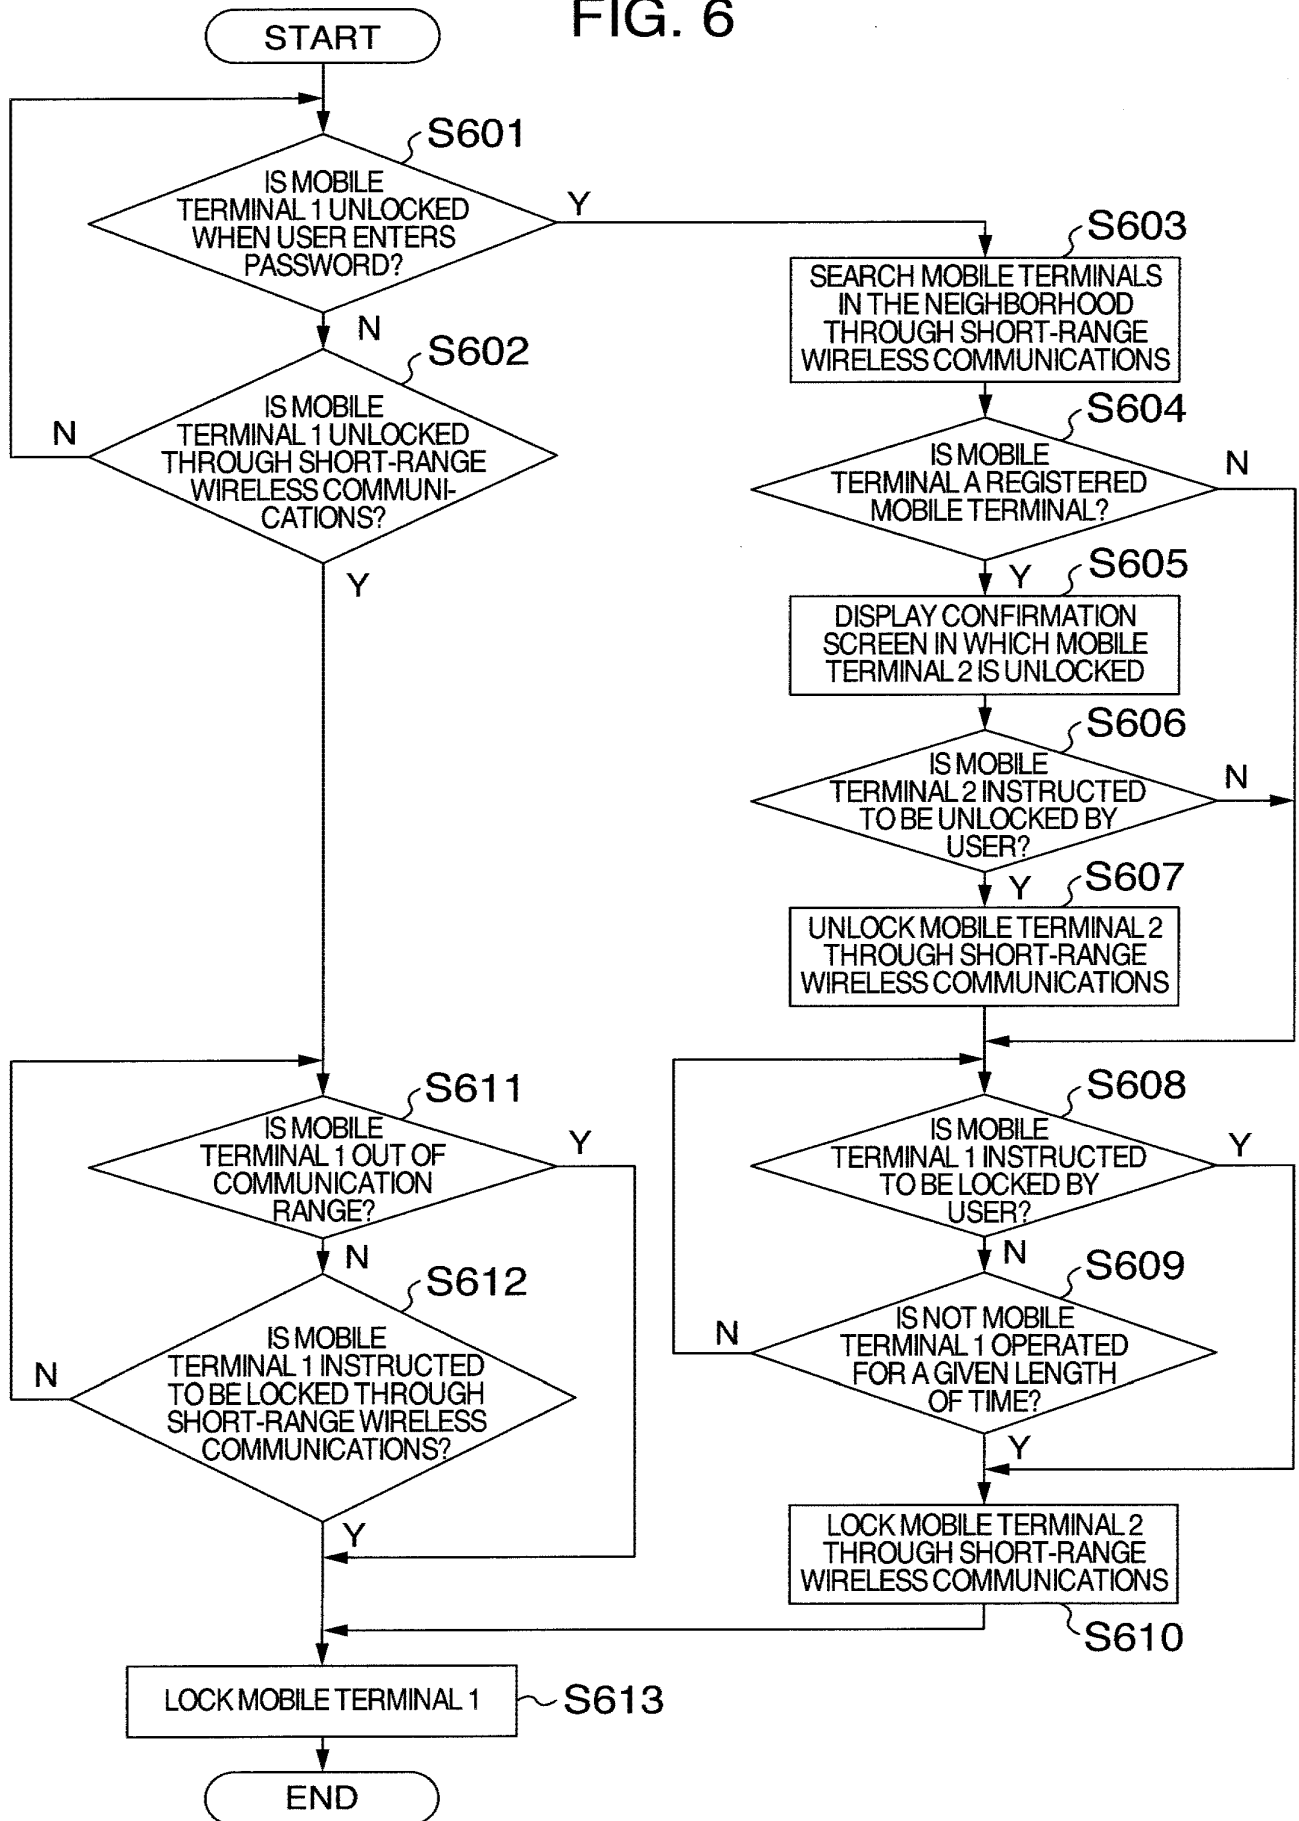 FIG. 6
START
S601
IS MOBILE
TERMINAL 1 UNLOCKED
WHEN USER ENTERS
PASSWORD?
Y
N
S602
IS MOBILE
TERMINAL 1 UNLOCKED
THROUGH SHORT-RANGE
WIRELESS COMMUNI-
CATIONS?
N
Y
S603
SEARCH MOBILE TERMINALS
IN THE NEIGHBORHOOD
THROUGH SHORT-RANGE
WIRELESS COMMUNICATIONS
S604
IS MOBILE
TERMINAL A REGISTERED
MOBILE TERMINAL?
N
Y
S605
DISPLAY CONFIRMATION
SCREEN IN WHICH MOBILE
TERMINAL 2 IS UNLOCKED
S606
IS MOBILE
TERMINAL 2 INSTRUCTED
TO BE UNLOCKED BY
USER?
N
Y
S607
UNLOCK MOBILE TERMINAL 2
THROUGH SHORT-RANGE
WIRELESS COMMUNICATIONS
S608
IS MOBILE
TERMINAL 1 INSTRUCTED
TO BE LOCKED BY
USER?
Y
N
S609
IS NOT MOBILE
TERMINAL 1 OPERATED
FOR A GIVEN LENGTH
OF TIME?
N
Y
LOCK MOBILE TERMINAL 2
THROUGH SHORT-RANGE
WIRELESS COMMUNICATIONS
S610
S611
IS MOBILE
TERMINAL 1 OUT OF
COMMUNICATION
RANGE?
Y
N
S612
IS MOBILE
TERMINAL 1 INSTRUCTED
TO BE LOCKED THROUGH
SHORT-RANGE WIRELESS
COMMUNICATIONS?
N
Y
LOCK MOBILE TERMINAL 1
S613
END